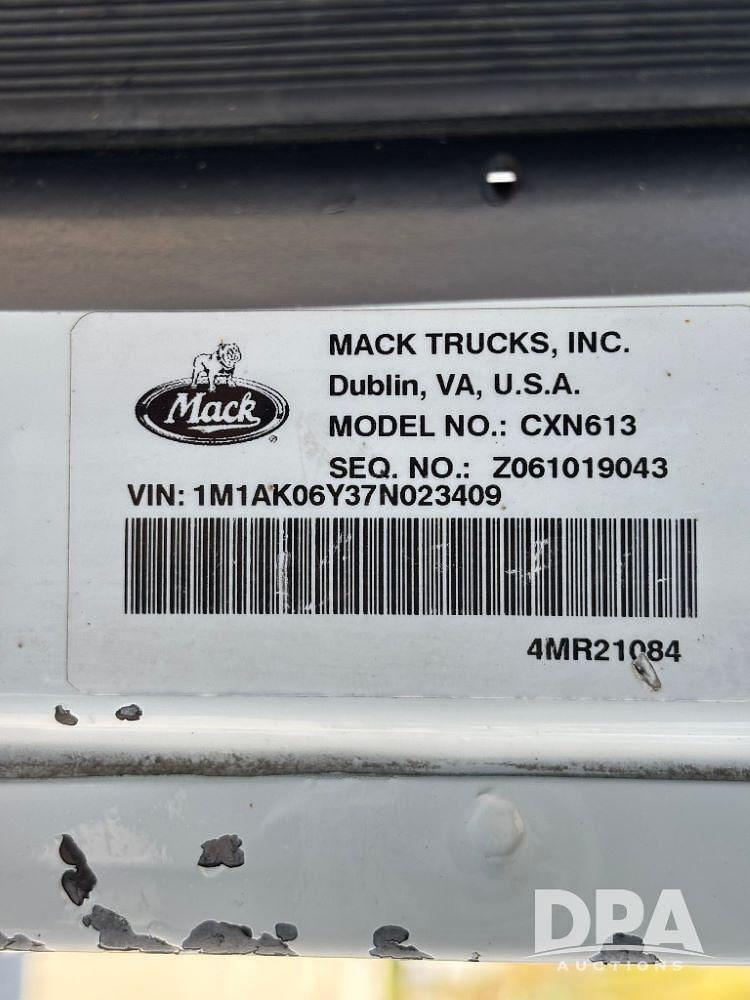 MACK TRUCKS, INC.
Dublin, VA, U.S.A.
Mack
®
MODEL NO.: CXN613
SEQ. NO.: Z061019043
VIN: 1M1AK06Y37N023409
4MR21084
DPA
AUCTIONS